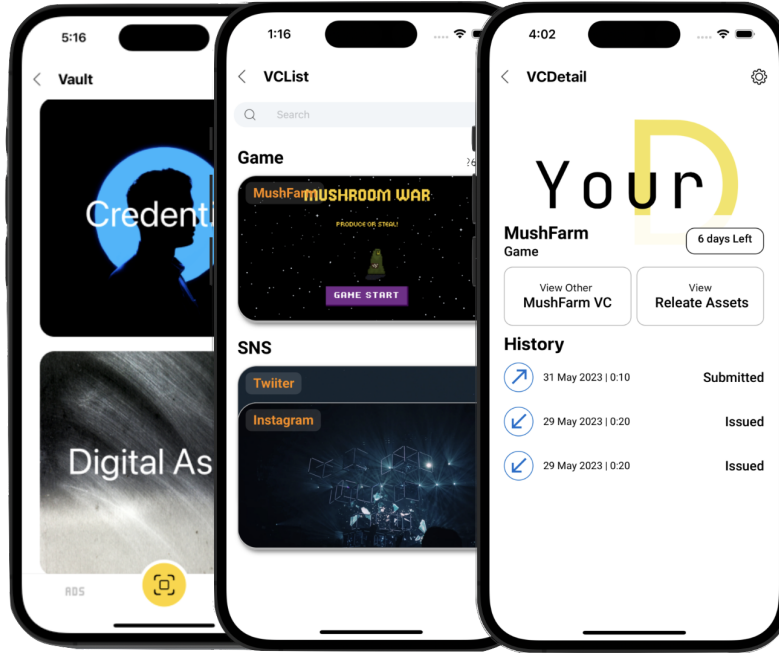 5:16
Vault
Credenti
Digital As
ADS
1:16
VCList
Search
Game
26
MushFarm
MUSHROOM WAR
PRODUCE OR STEAL!
GAME START
SNS
Twiiter
Instagram
4:02
VCDetail
D
Your
MushFarm
Game
6 days Left
View Other
MushFarm VC
View
Releate Assets
History
31 May 2023 | 0:10 Submitted
29 May 2023 | 0:20 Issued
29 May 2023 | 0:20 Issued